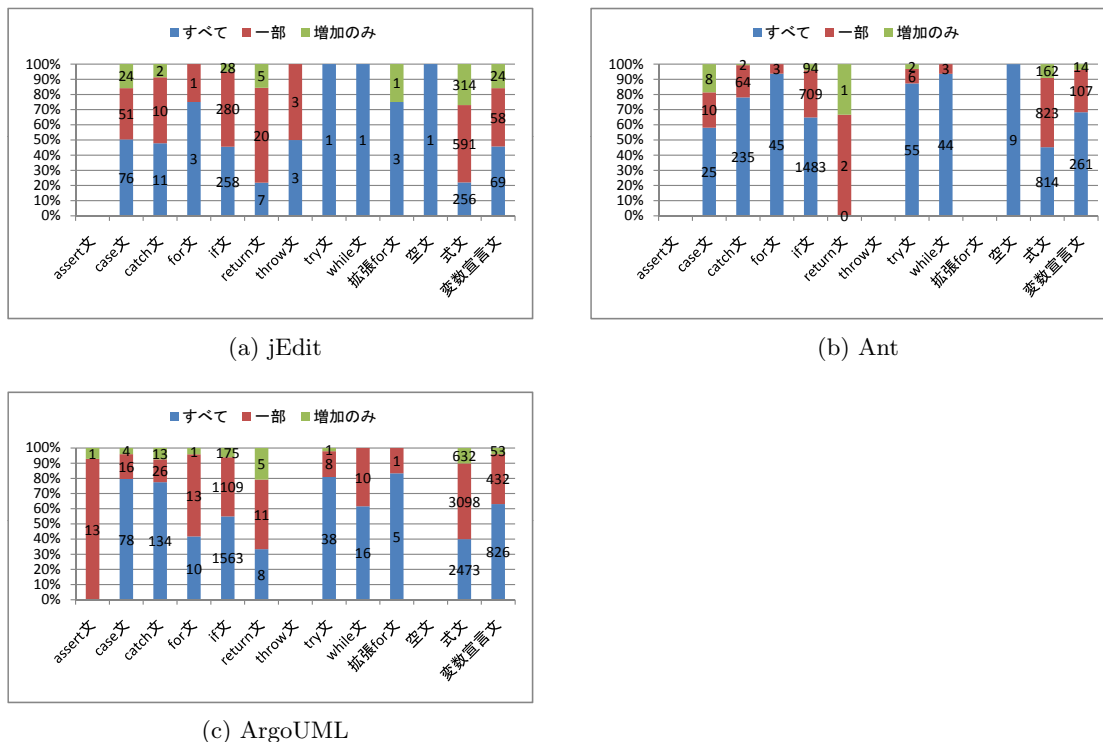 すべて 一部 増加のみ
100%
90%
80%
70%
60%
50%
40%
30%
20%
10%
0%
24 2 28 5 1 314 24
51 10 1 280 20 3 591 58
76 11 3 258 7 3 1 1 3 1 256 69
assert文 case文 catch文 for文 if文 return文 throw文 try文 while文 拡張for文 空文 式文 変数宣言文
(a) jEdit
すべて 一部 増加のみ
100%
90%
80%
70%
60%
50%
40%
30%
20%
10%
0%
8 2 94 1 2 162 14
10 64 3 709 2 6 3 823 107
25 235 45 1483 0 55 44 9 814 261
assert文 case文 catch文 for文 if文 return文 throw文 try文 while文 拡張for文 空文 式文 変数宣言文
(b) Ant
すべて 一部 増加のみ
100%
90%
80%
70%
60%
50%
40%
30%
20%
10%
0%
1 4 13 1 175 5 1 632 53
13 16 26 13 1109 11 8 10 1 3098 432
78 134 10 1563 8 38 16 5 2473 826
assert文 case文 catch文 for文 if文 return文 throw文 try文 while文 拡張for文 空文 式文 変数宣言文
(c) ArgoUML